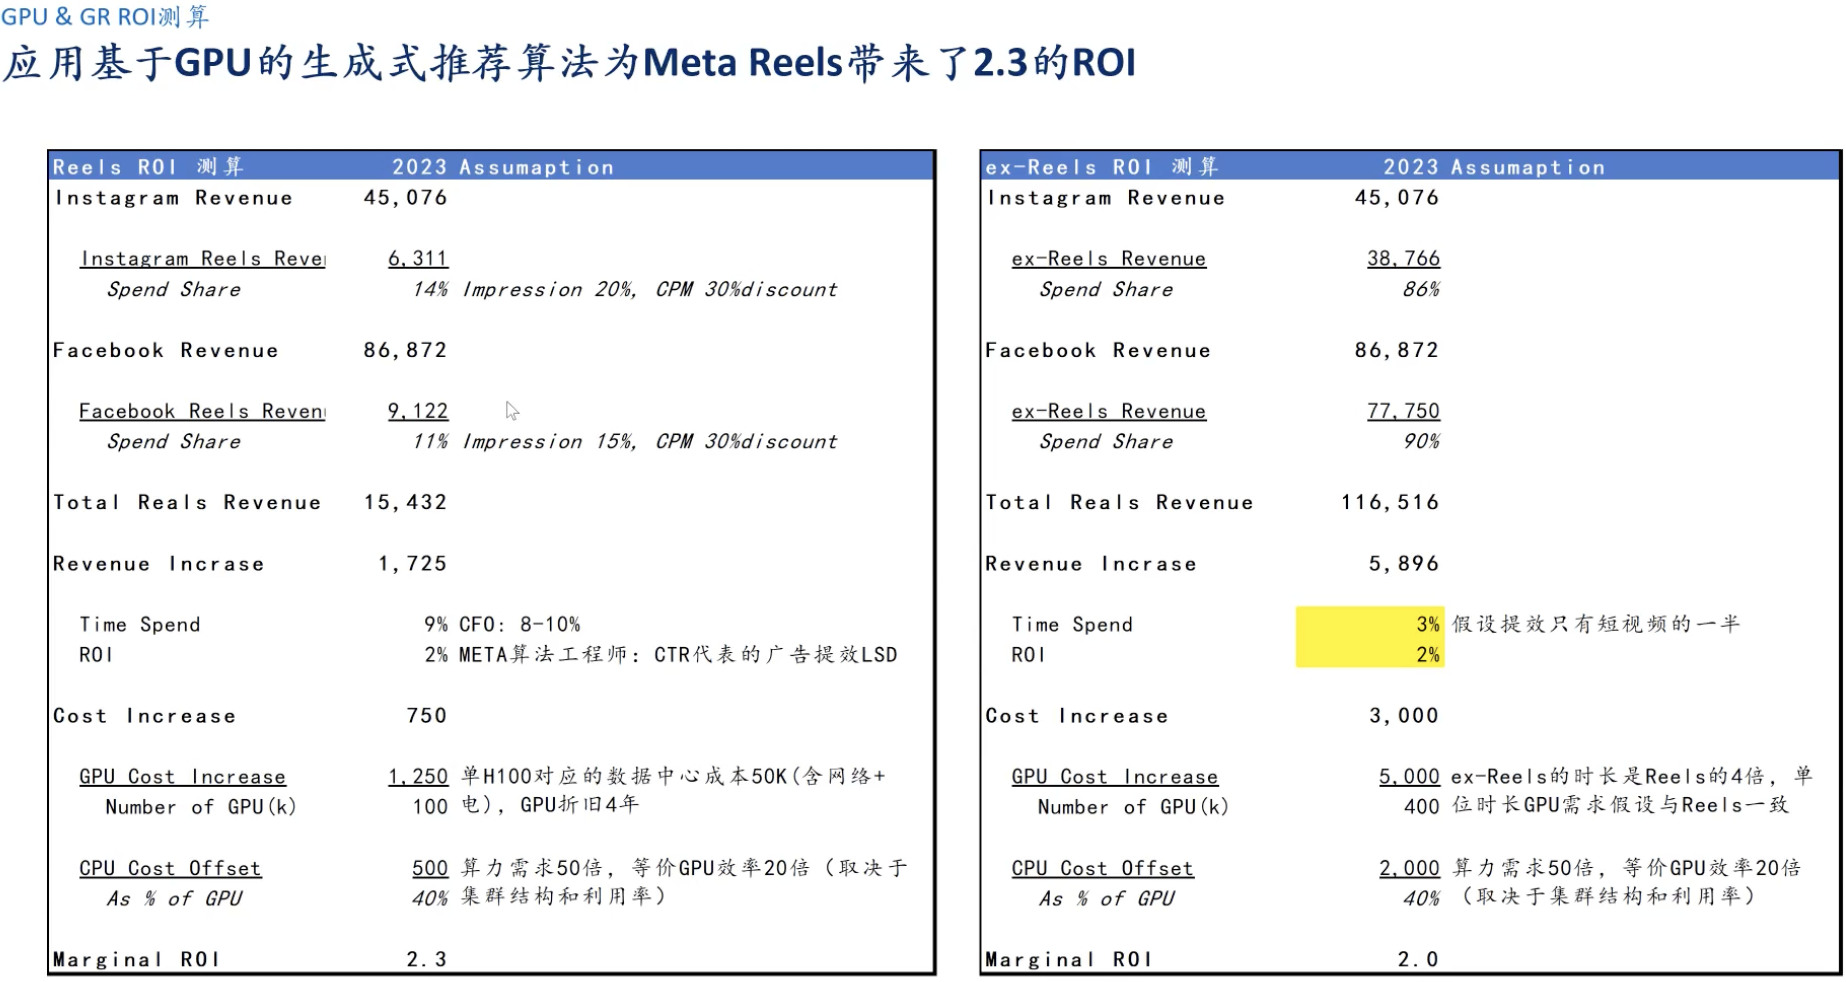 GPU & GR ROI测算
应用基于GPU的生成式推荐算法为Meta Reels带来了2.3的ROI
Reels ROI 测算 2023 Assumaption
Instagram Revenue 45,076
Instagram Reels Reve 6,311
Spend Share 14% Impression 20%, CPM 30%discount
Facebook Revenue 86,872
Facebook Reels Reven 9,122
Spend Share 11% Impression 15%, CPM 30%discount
Total Reals Revenue 15,432
Revenue Incrase 1,725
Time Spend 9% CFO: 8-10%
ROI 2% META算法工程师: CTR代表的广告提效LSD
Cost Increase 750
GPU Cost Increase 1,250 单H100对应的数据中心成本50K(含网络+
Number of GPU(k) 100 电), GPU折旧4年
CPU Cost Offset 500 算力需求50倍, 等价GPU效率20倍（取决于
As % of GPU 40% 集群结构和利用率）
Marginal ROI 2.3
ex-Reels ROI 测算 2023 Assumaption
Instagram Revenue 45,076
ex-Reels Revenue 38,766
Spend Share 86%
Facebook Revenue 86,872
ex-Reels Revenue 77,750
Spend Share 90%
Total Reals Revenue 116,516
Revenue Incrase 5,896
Time Spend 3% 假设提效只有短视频的一半
ROI 2%
Cost Increase 3,000
GPU Cost Increase 5,000 ex-Reels的时长是Reels的4倍, 单
Number of GPU(k) 400 位时长GPU需求假设与Reels一致
CPU Cost Offset 2,000 算力需求50倍, 等价GPU效率20倍
As % of GPU 40% （取决于集群结构和利用率）
Marginal ROI 2.0